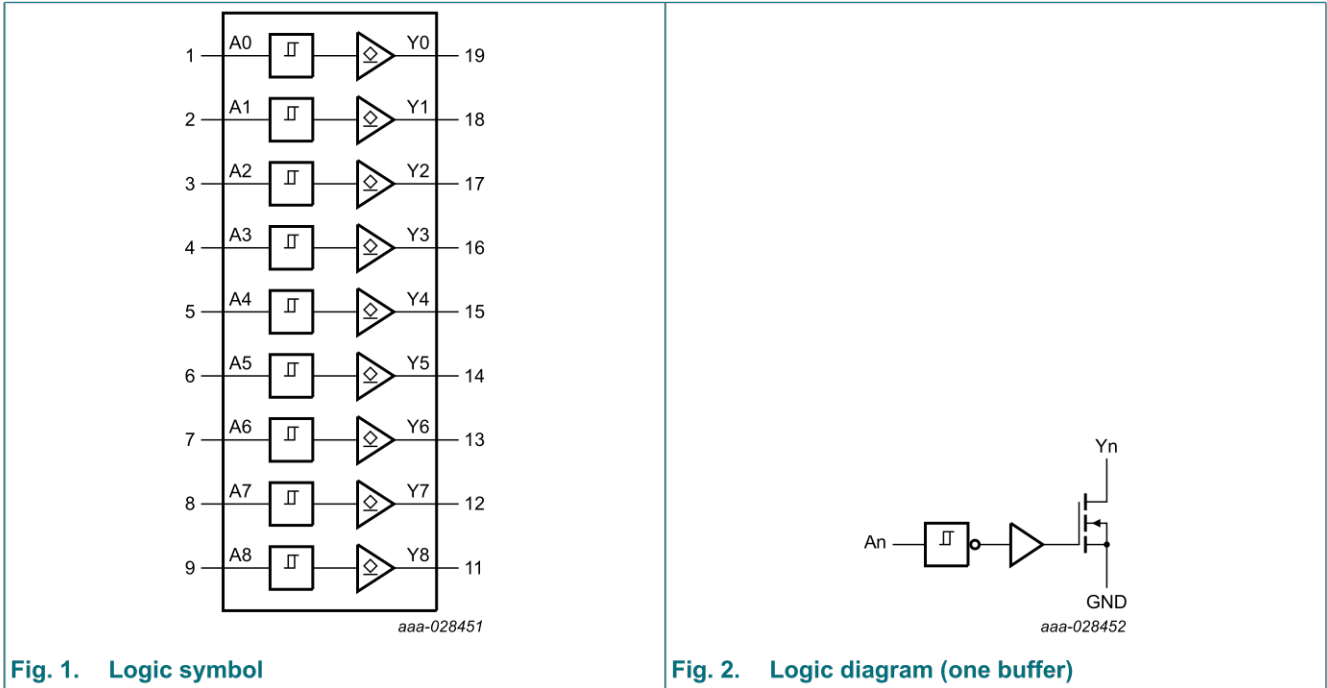 1 A0 Y0 19
2 A1 Y1 18
3 A2 Y2 17
4 A3 Y3 16
5 A4 Y4 15
6 A5 Y5 14
7 A6 Y6 13
8 A7 Y7 12
9 A8 Y8 11
aaa-028451
Fig. 1. Logic symbol
Yn
An
GND
aaa-028452
Fig. 2. Logic diagram (one buffer)